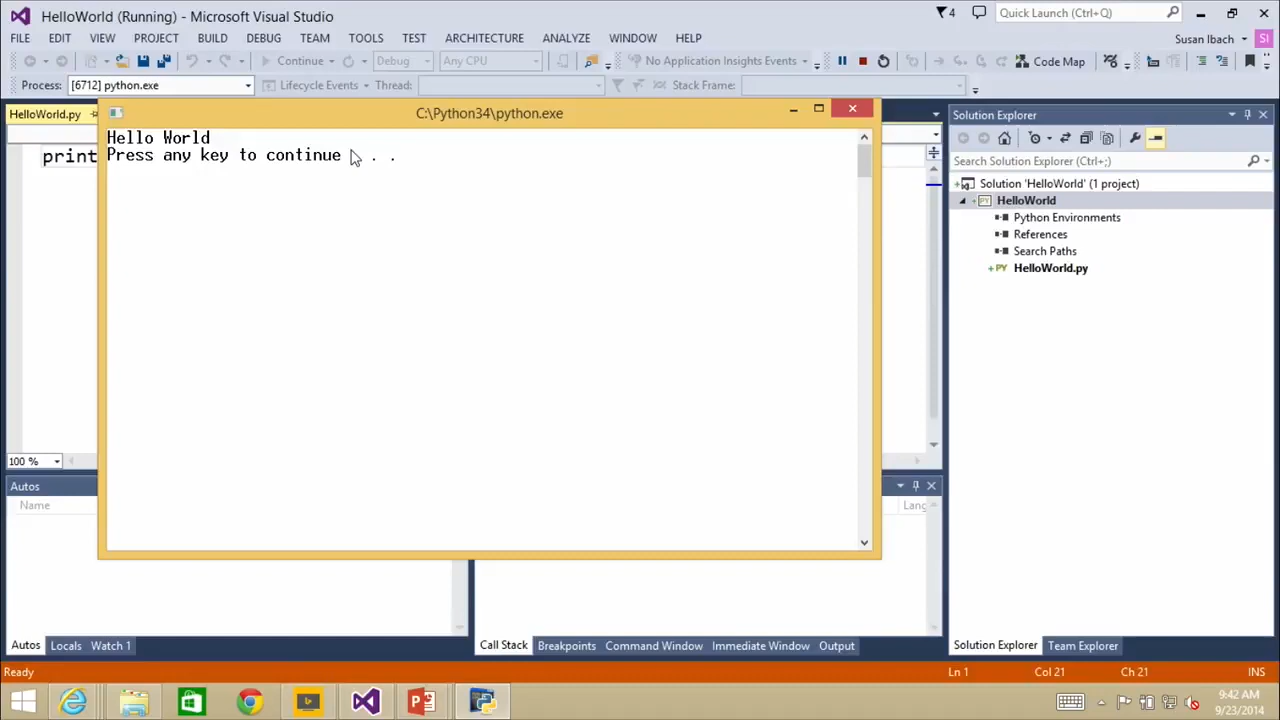 HelloWorld (Running) - Microsoft Visual Studio
4
Quick Launch (Ctrl+Q)
FILE EDIT VIEW PROJECT BUILD DEBUG TEAM TOOLS TEST ARCHITECTURE ANALYZE WINDOW HELP
Susan Ibach SI
Continue Debug Any CPU No Application Insights Events Code Map
Process: [6712] python.exe Lifecycle Events Thread: Stack Frame:
HelloWorld.py
C:\Python34\python.exe
Solution Explorer
print
Hello World
Press any key to continue . . .
Search Solution Explorer (Ctrl+;)
Solution 'HelloWorld' (1 project)
PY HelloWorld
Python Environments
References
Search Paths
PY HelloWorld.py
100 %
Autos
Name
Lang
Autos Locals Watch 1
Call Stack Breakpoints Command Window Immediate Window Output
Solution Explorer Team Explorer
Ready Ln 1 Col 21 Ch 21 INS
9:42 AM
9/23/2014